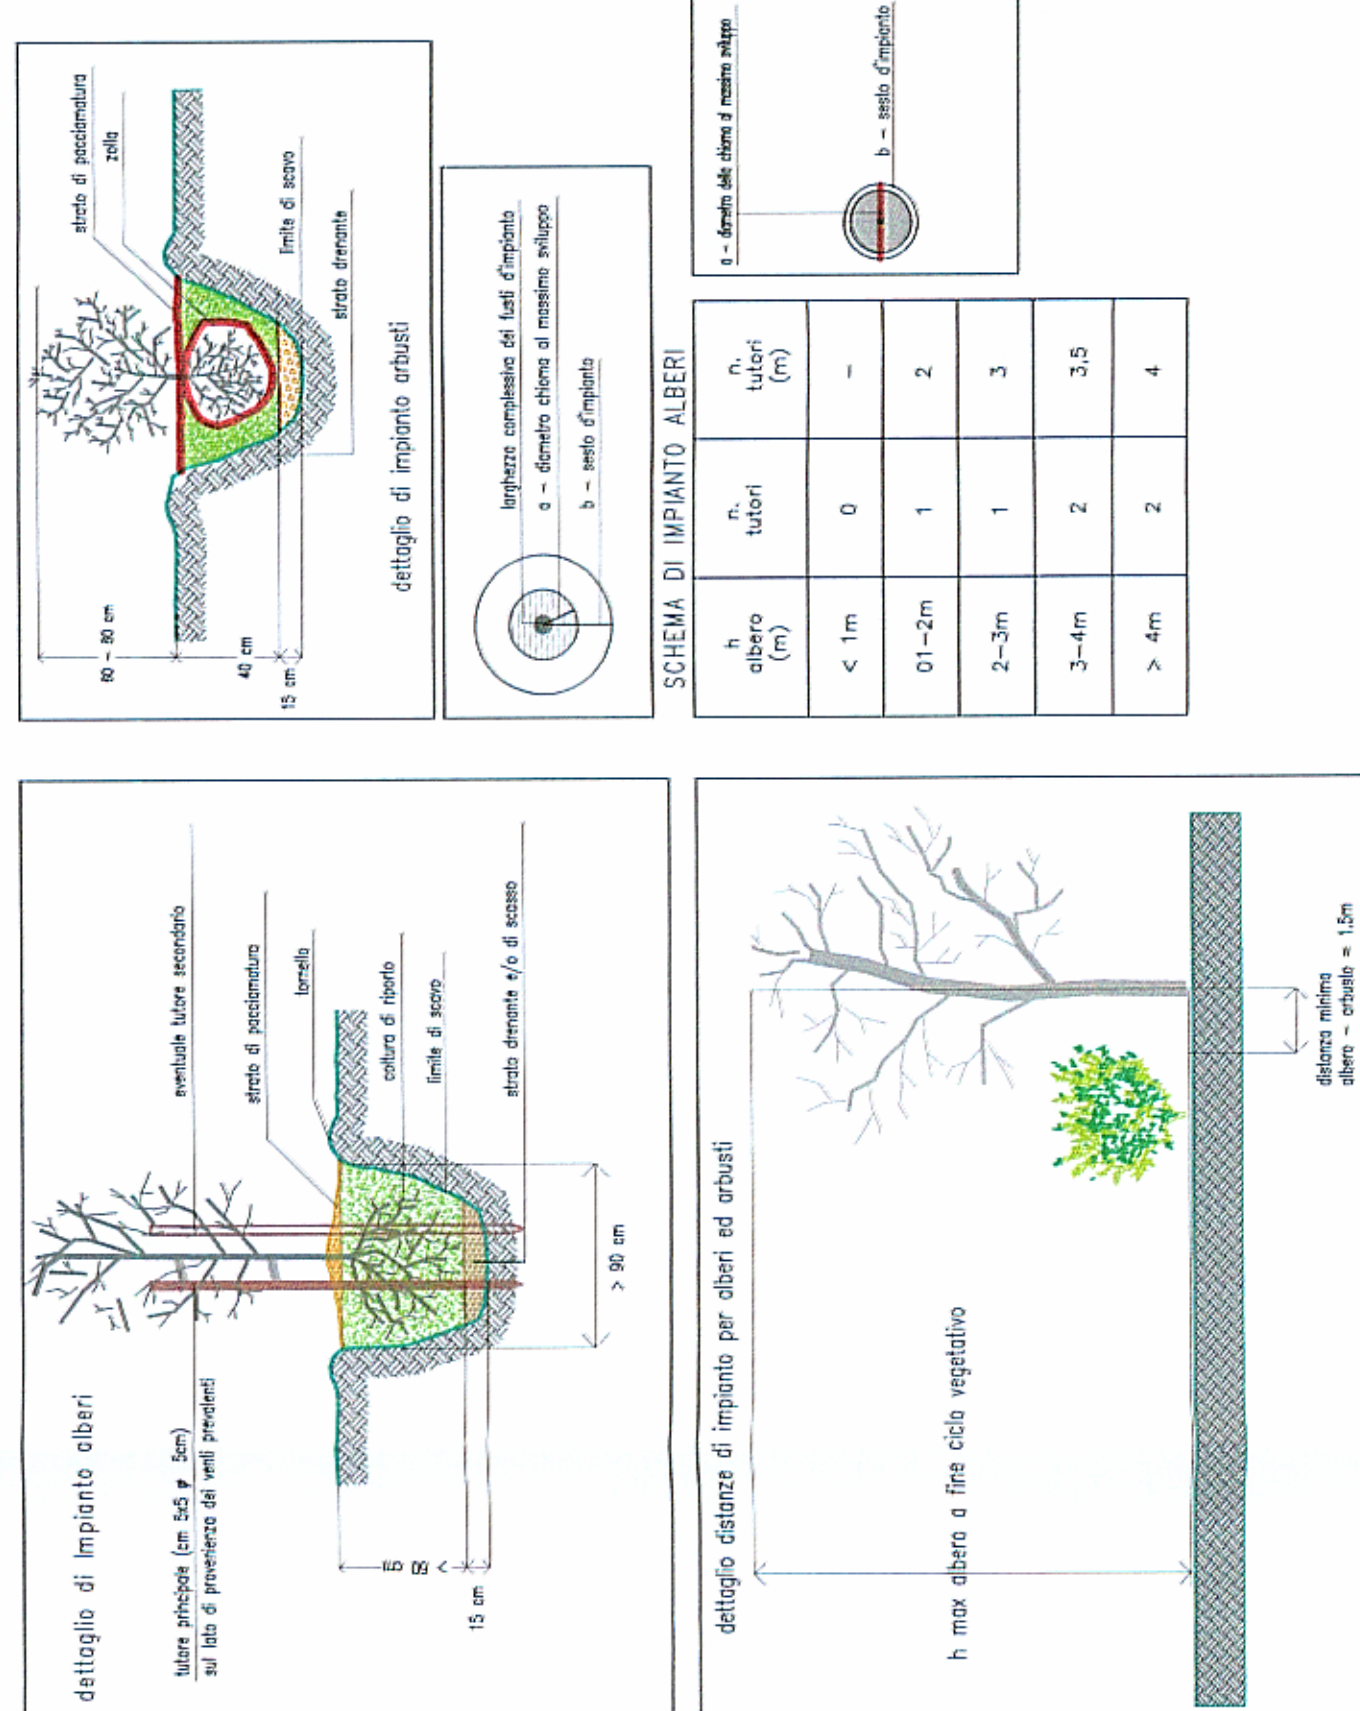 dettaglio di impianto alberi
tutore principale (cm 5x5 ø 5cm)
sul lato di provenienza dei venti prevalenti
eventuale tutore secondario
strato di pacciamatura
tornello
coltura di riporto
limite di scavo
strato drenante e/o di scasso
15 cm
> 90 cm
strato di pacciamatura
zolla
limite di scavo
strato drenante
60 - 80 cm
40 cm
15 cm
dettaglio di impianto arbusti
larghezza complessiva dei fusti d'impianto
a - diametro chioma al massimo sviluppo
b - sesto d'impianto
SCHEMA DI IMPIANTO ALBERI
h albero (m)
n. tutori
n. tutori (m)
< 1m 0 -
01-2m 1 2
2-3m 1 3
3-4m 2 3,5
> 4m 2 4
a - diametro delle chioma al massimo sviluppo
b - sesto d'impianto
dettaglio distanze di impianto per alberi ed arbusti
h max albero a fine ciclo vegetativo
distanza minima
albero - arbusto = 1.5m